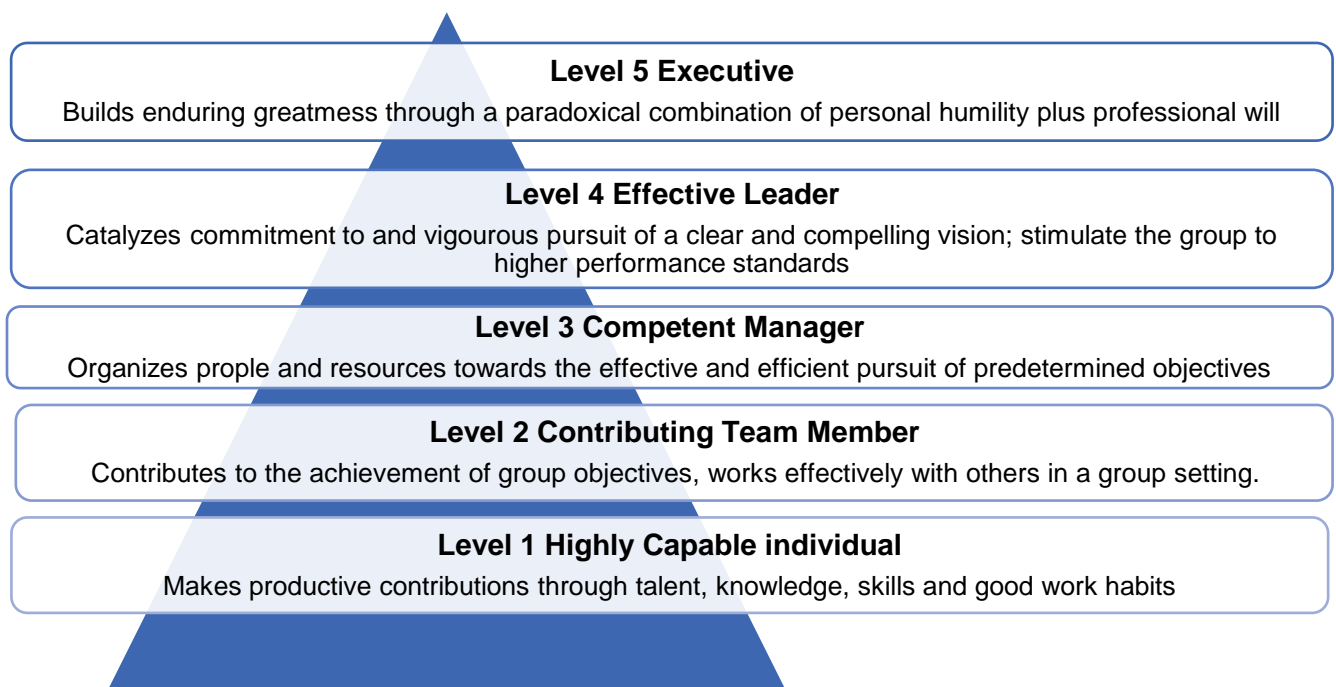 Level 5 Executive
Builds enduring greatmess through a paradoxical combination of personal humility plus professional will
Level 4 Effective Leader
Catalyzes commitment to and vigourous pursuit of a clear and compelling vision; stimulate the group to
higher performance standards
Level 3 Competent Manager
Organizes prople and resources towards the effective and efficient pursuit of predetermined objectives
Level 2 Contributing Team Member
Contributes to the achievement of group objectives, works effectively with others in a group setting.
Level 1 Highly Capable individual
Makes productive contributions through talent, knowledge, skills and good work habits